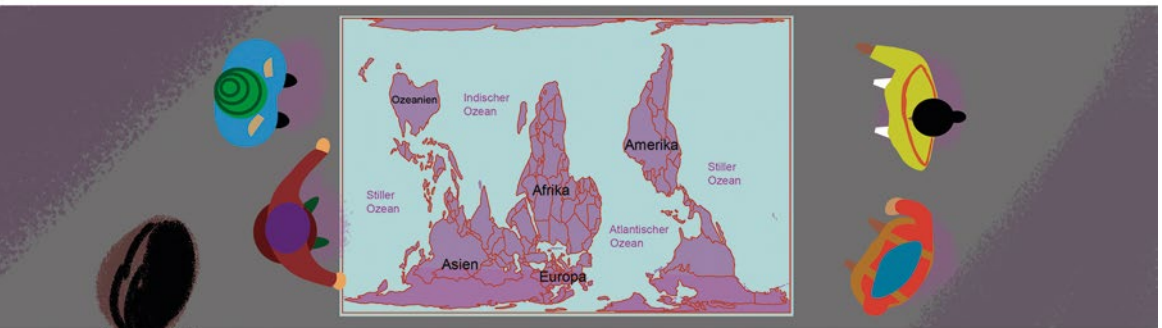 Ozeanien
Indischer
Ozean
Amerika
Stiller
Ozean
Afrika
Stiller
Ozean
Atlantischer
Ozean
Asien
Europa